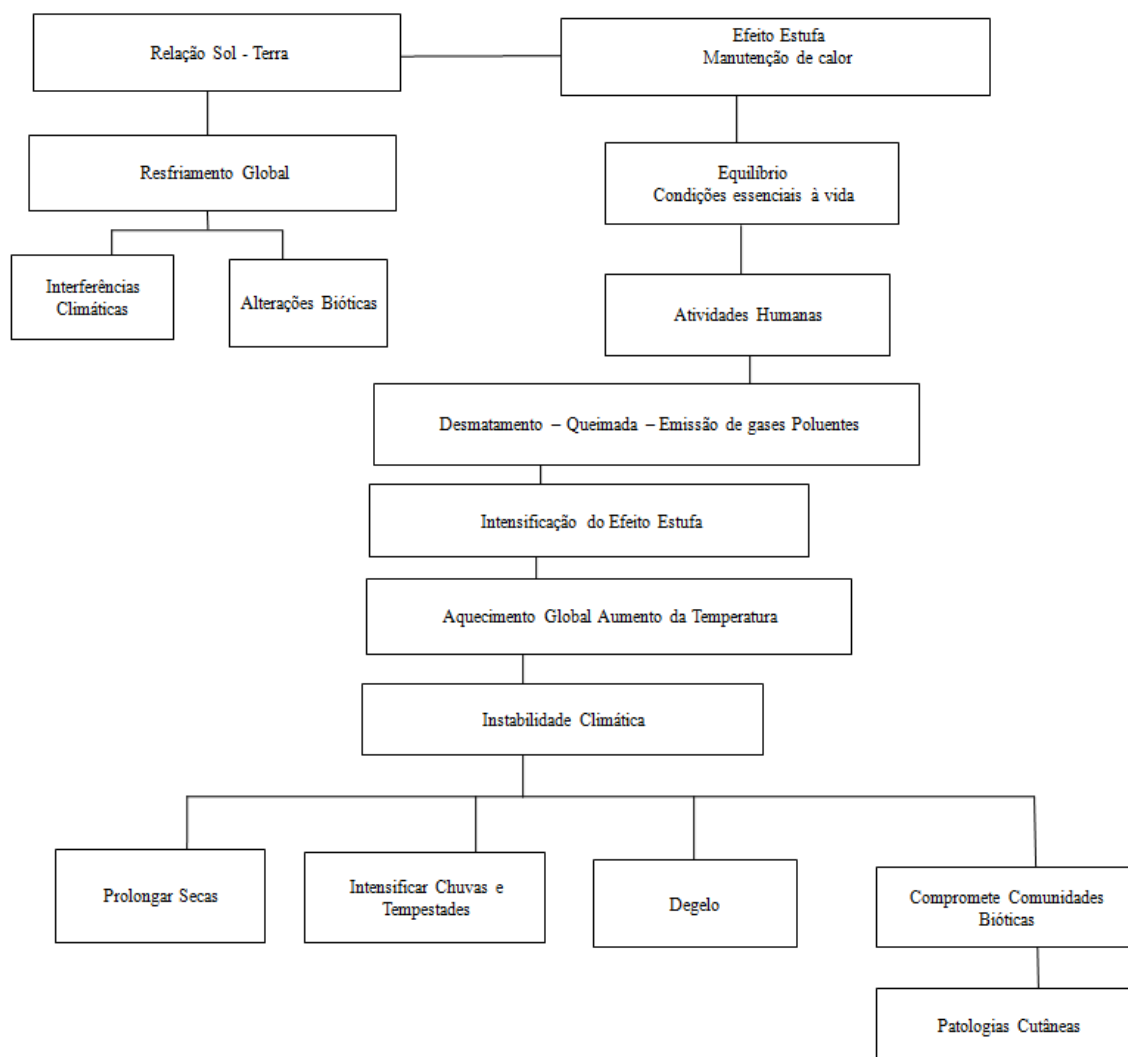 Relação Sol - Terra
Efeito Estufa
Manutenção de calor
Resfriamento Global
Equilíbrio
Condições essenciais à vida
Interferências
Climáticas
Alterações Bióticas
Atividades Humanas
Desmatamento – Queimada – Emissão de gases Poluentes
Intensificação do Efeito Estufa
Aquecimento Global Aumento da Temperatura
Instabilidade Climática
Prolongar Secas
Intensificar Chuvas e
Tempestades
Degelo
Compromete Comunidades
Bióticas
Patologias Cutâneas